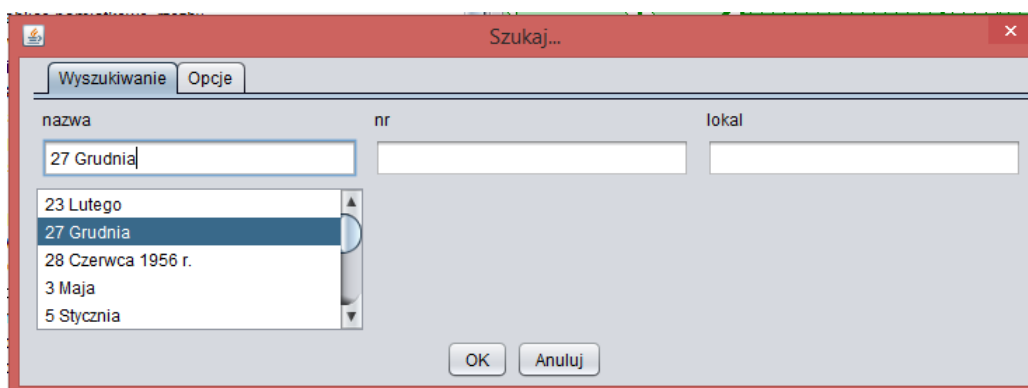 Szukaj...
Wyszukiwanie Opcje
nazwa nr lokal
27 Grudnia
23 Lutego
27 Grudnia
28 Czerwca 1956 r.
3 Maja
5 Stycznia
OK Anuluj